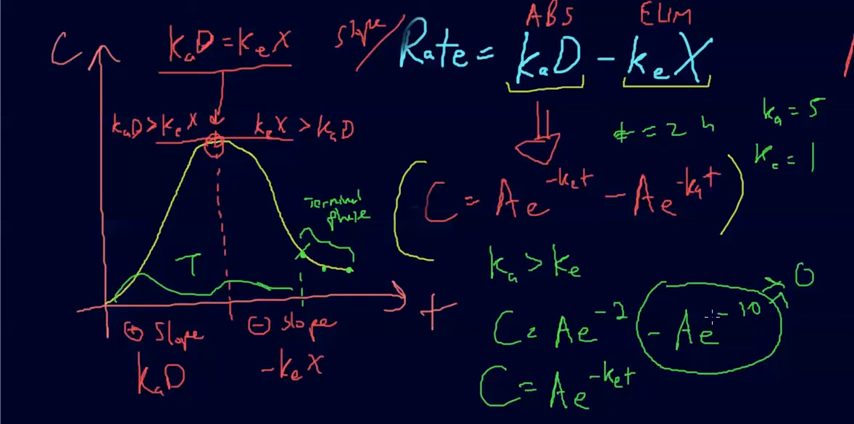 C
kₐD = kₑX
kₐD > kₑX
kₑX > kₐD
Terminal
phase
T
t
⊕ Slope
kₐD
⊖ Slope
-kₑX
Slope
ABS
ELIM
Rate = kₐD - kₑX
t = 2 h
kₐ = 5
kₑ = 1
C = Ae^-kₑt - Ae^-kₐt
kₐ > kₑ
C = Ae^-2 - Ae^-10 → 0
C = Ae^-kₑt